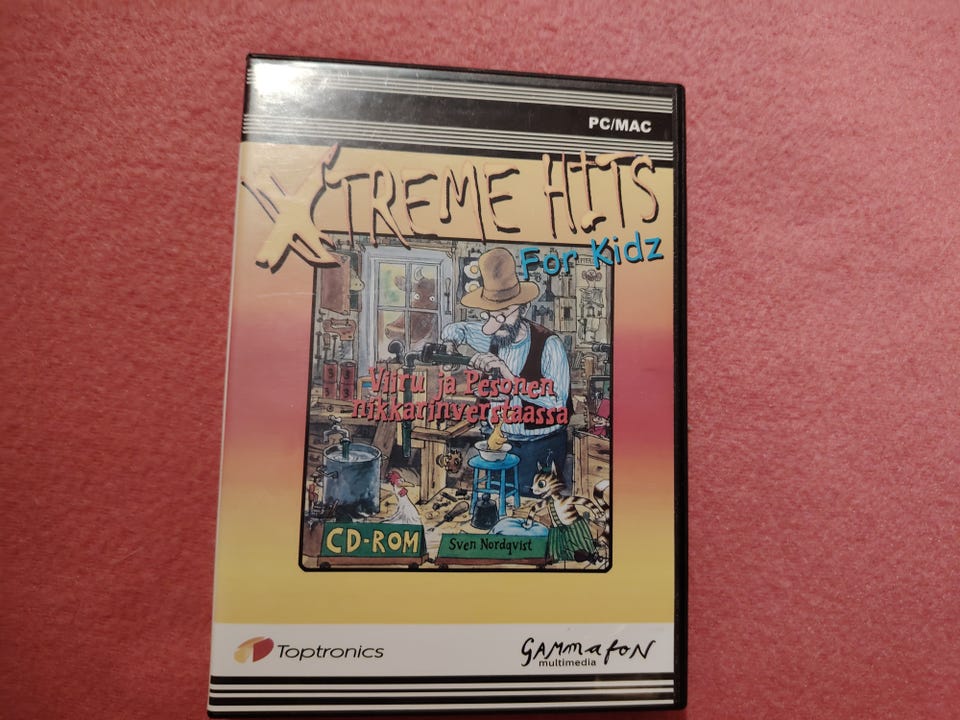 PC/MAC
XTREME HITS
For Kidz
Viiru ja Pesonen
nikkarinverstaassa
CD-ROM
Sven Nordqvist
Toptronics
GAMMafoN
multimedia